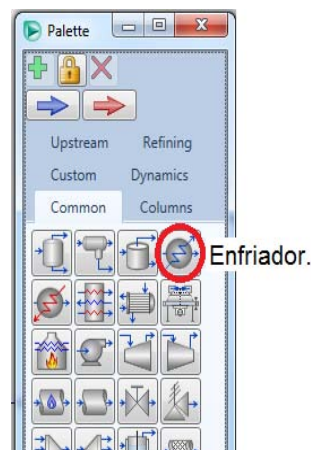 Palette
Upstream Refining
Custom Dynamics
Common Columns
Enfriador.